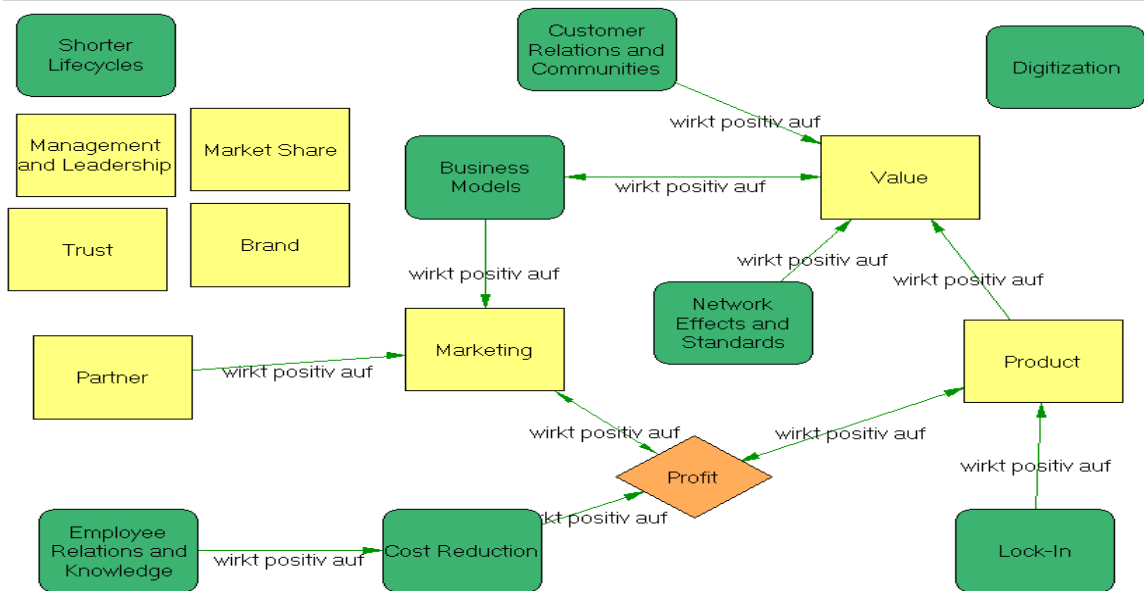 Shorter
Lifecycles
Customer
Relations and
Communities
Digitization
Management
and Leadership
Market Share
Business
Models
wirkt positiv auf
Value
wirkt positiv auf
Trust
Brand
wirkt positiv auf
wirkt positiv auf
wirkt positiv auf
Network
Effects and
Standards
Marketing
Product
Partner
wirkt positiv auf
wirkt positiv auf
wirkt positiv auf
Profit
wirkt positiv auf
Employee
Relations and
Knowledge
wirkt positiv auf
Cost Reduction
wirkt positiv auf
Lock-In